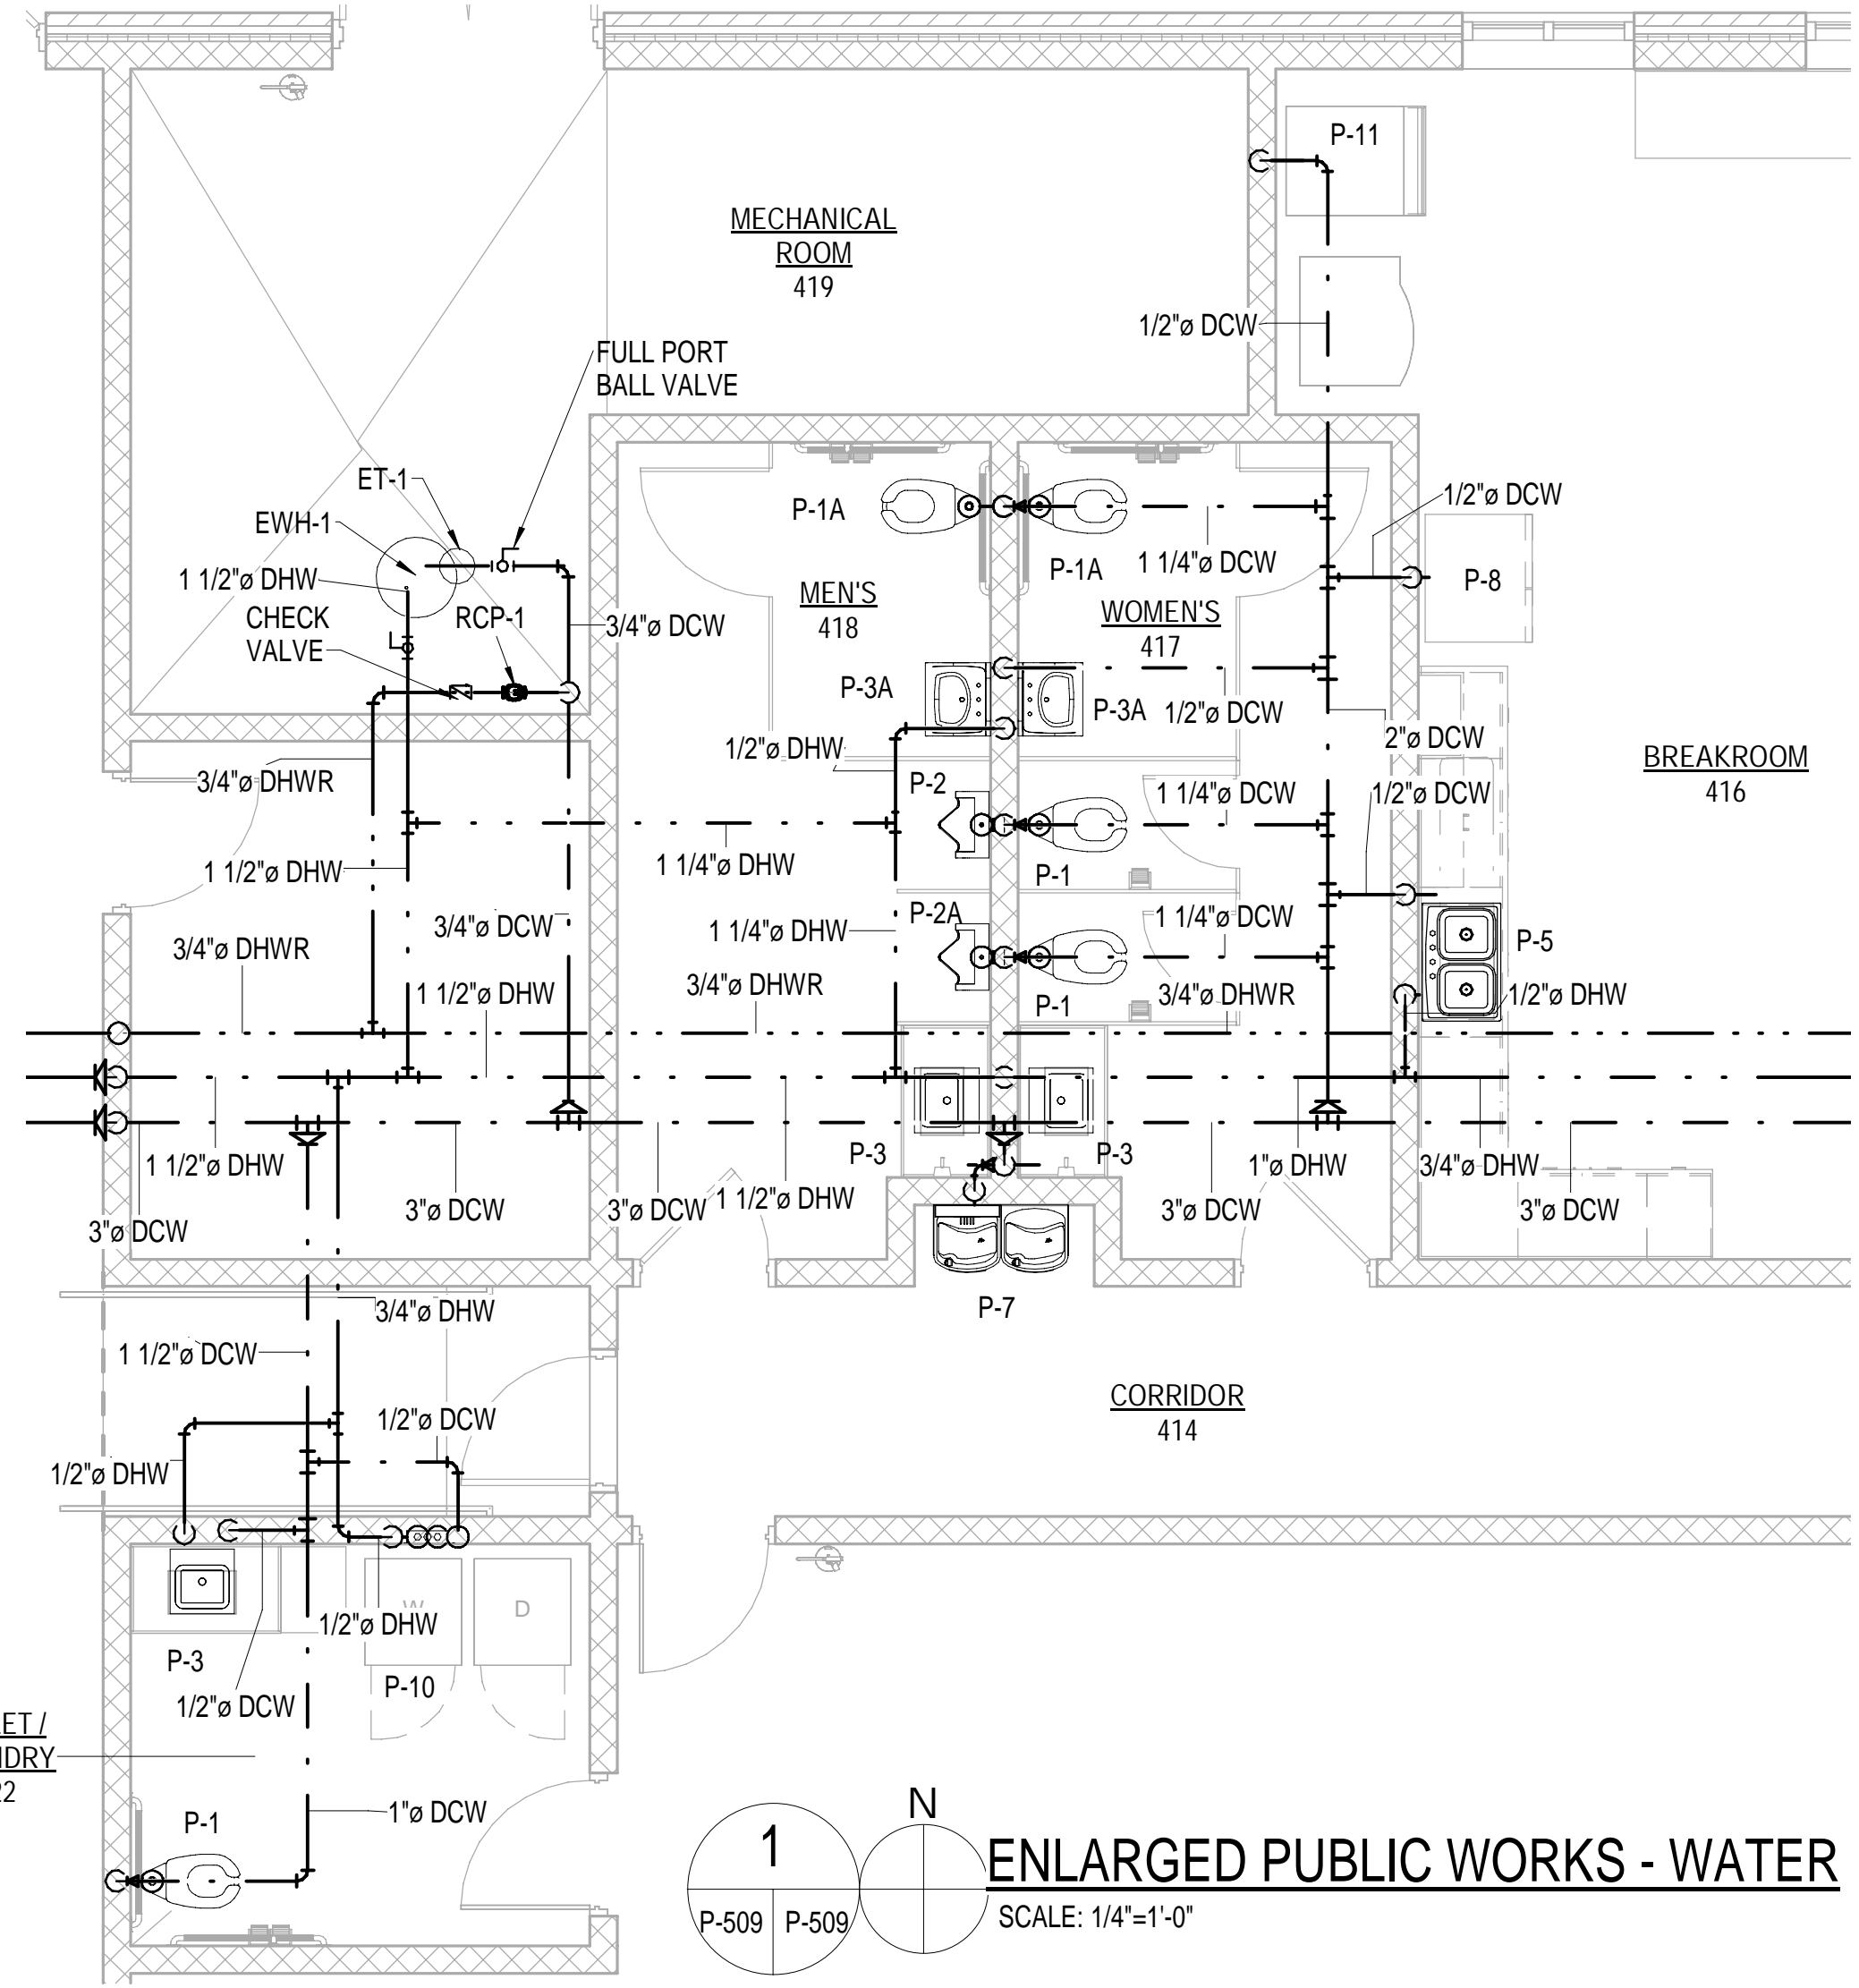 P-11
MECHANICAL
ROOM
419
1/2"ø DCW
FULL PORT
BALL VALVE
ET-1
EWH-1
1 1/2"ø DHW
CHECK
VALVE
RCP-1
3/4"ø DCW
P-1A
P-1A
1 1/4"ø DCW
1/2"ø DCW
P-8
MEN'S
418
WOMEN'S
417
P-3A
P-3A
1/2"ø DCW
1/2"ø DHW
2"ø DCW
BREAKROOM
416
3/4"ø DHWR
P-2
1 1/4"ø DCW
1/2"ø DCW
1 1/2"ø DHW
1 1/4"ø DHW
P-1
3/4"ø DCW
1 1/4"ø DHW
P-2A
1 1/4"ø DCW
P-5
3/4"ø DHWR
1 1/2"ø DHW
3/4"ø DHWR
P-1
3/4"ø DHWR
1/2"ø DHW
1 1/2"ø DHW
P-3
P-3
1"ø DHW
3/4"ø DHW
3"ø DCW
3"ø DCW
3"ø DCW
1 1/2"ø DHW
3"ø DCW
3"ø DCW
P-7
3/4"ø DHW
1 1/2"ø DCW
CORRIDOR
414
1/2"ø DCW
1/2"ø DHW
W
D
1/2"ø DHW
P-3
P-10
1/2"ø DCW
ET /
NDRY
22
P-1
1"ø DCW
1
P-509
P-509
N
ENLARGED PUBLIC WORKS - WATER
SCALE: 1/4"=1'-0"